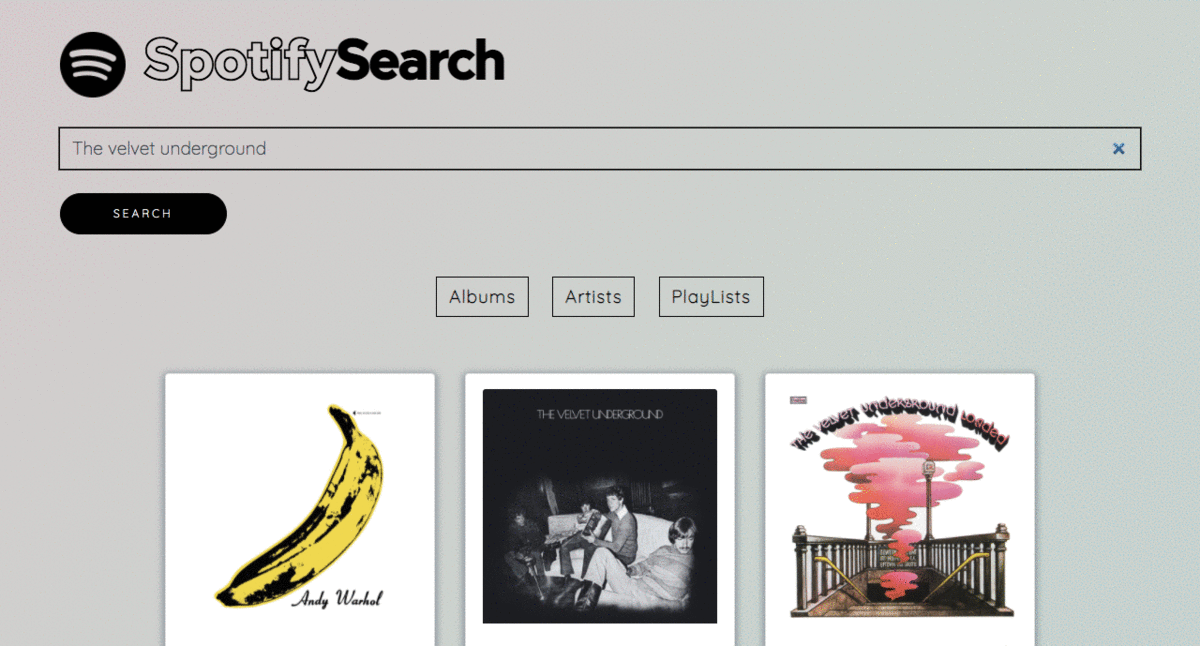 SpotifySearch
The velvet underground
SEARCH
Albums
Artists
PlayLists
THE VELVET UNDERGROUND
THE VELVET UNDERGROUND LOADED
Andy Warhol